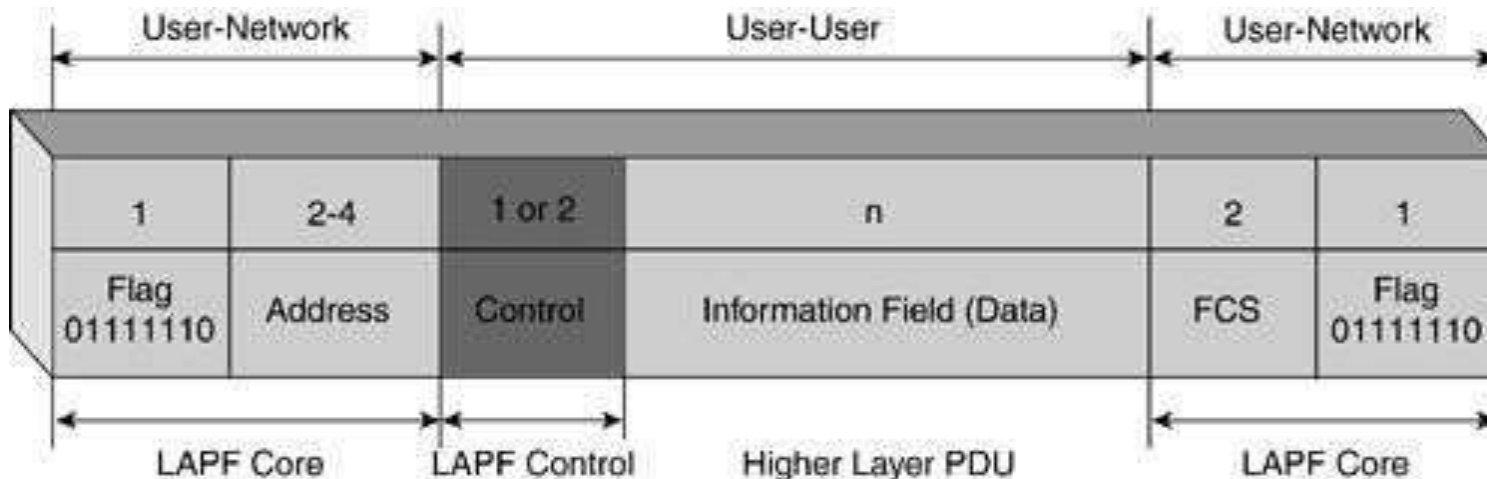 User-Network User-User User-Network
1 2-4 1 or 2 n 2 1
Flag
01111110 Address Control Information Field (Data) FCS Flag
01111110
LAPF Core LAPF Control Higher Layer PDU LAPF Core